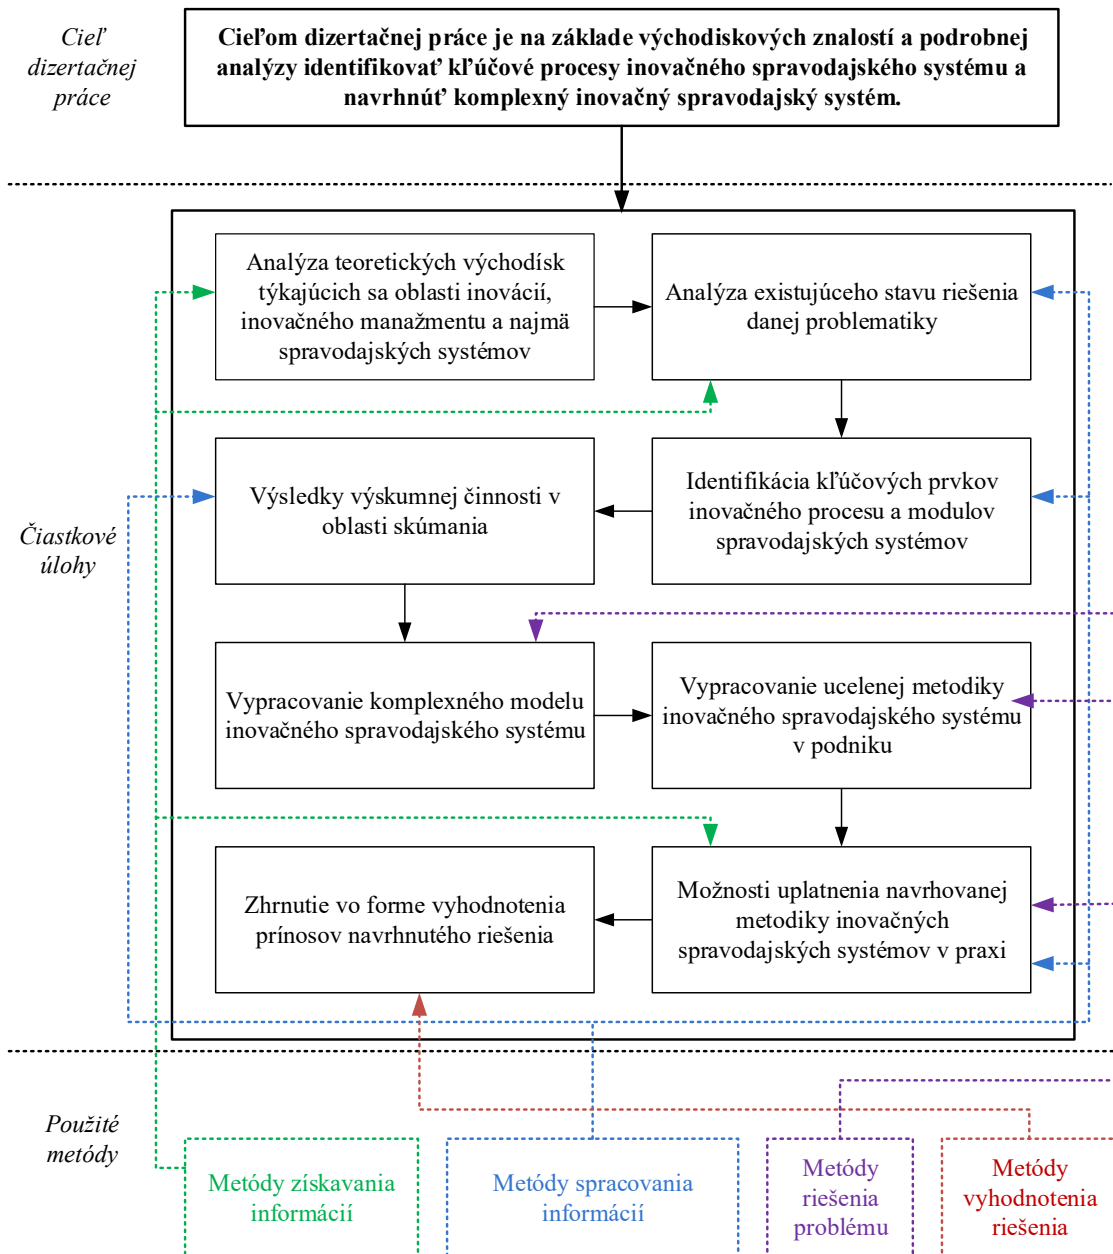 Cieľ
dizertačnej
práce
Cieľom dizertačnej práce je na základe východiskových znalostí a podrobnej
analýzy identifikovať kľúčové procesy inovačného spravodajského systému a
navrhnúť komplexný inovačný spravodajský systém.
Čiastkové
úlohy
Analýza teoretických východísk
týkajúcich sa oblasti inovácií,
inovačného manažmentu a najmä
spravodajských systémov
Analýza existujúceho stavu riešenia
danej problematiky
Identifikácia kľúčových prvkov
inovačného procesu a modulov
spravodajských systémov
Výsledky výskumnej činnosti v
oblasti skúmania
Vypracovanie komplexného modelu
inovačného spravodajského systému
Vypracovanie ucelenej metodiky
inovačného spravodajského systému
v podniku
Možnosti uplatnenia navrhovanej
metodiky inovačných
spravodajských systémov v praxi
Zhrnutie vo forme vyhodnotenia
prínosov navrhnutého riešenia
Použité
metódy
Metódy získavania
informácií
Metódy spracovania
informácií
Metódy
riešenia
problému
Metódy
vyhodnotenia
riešenia